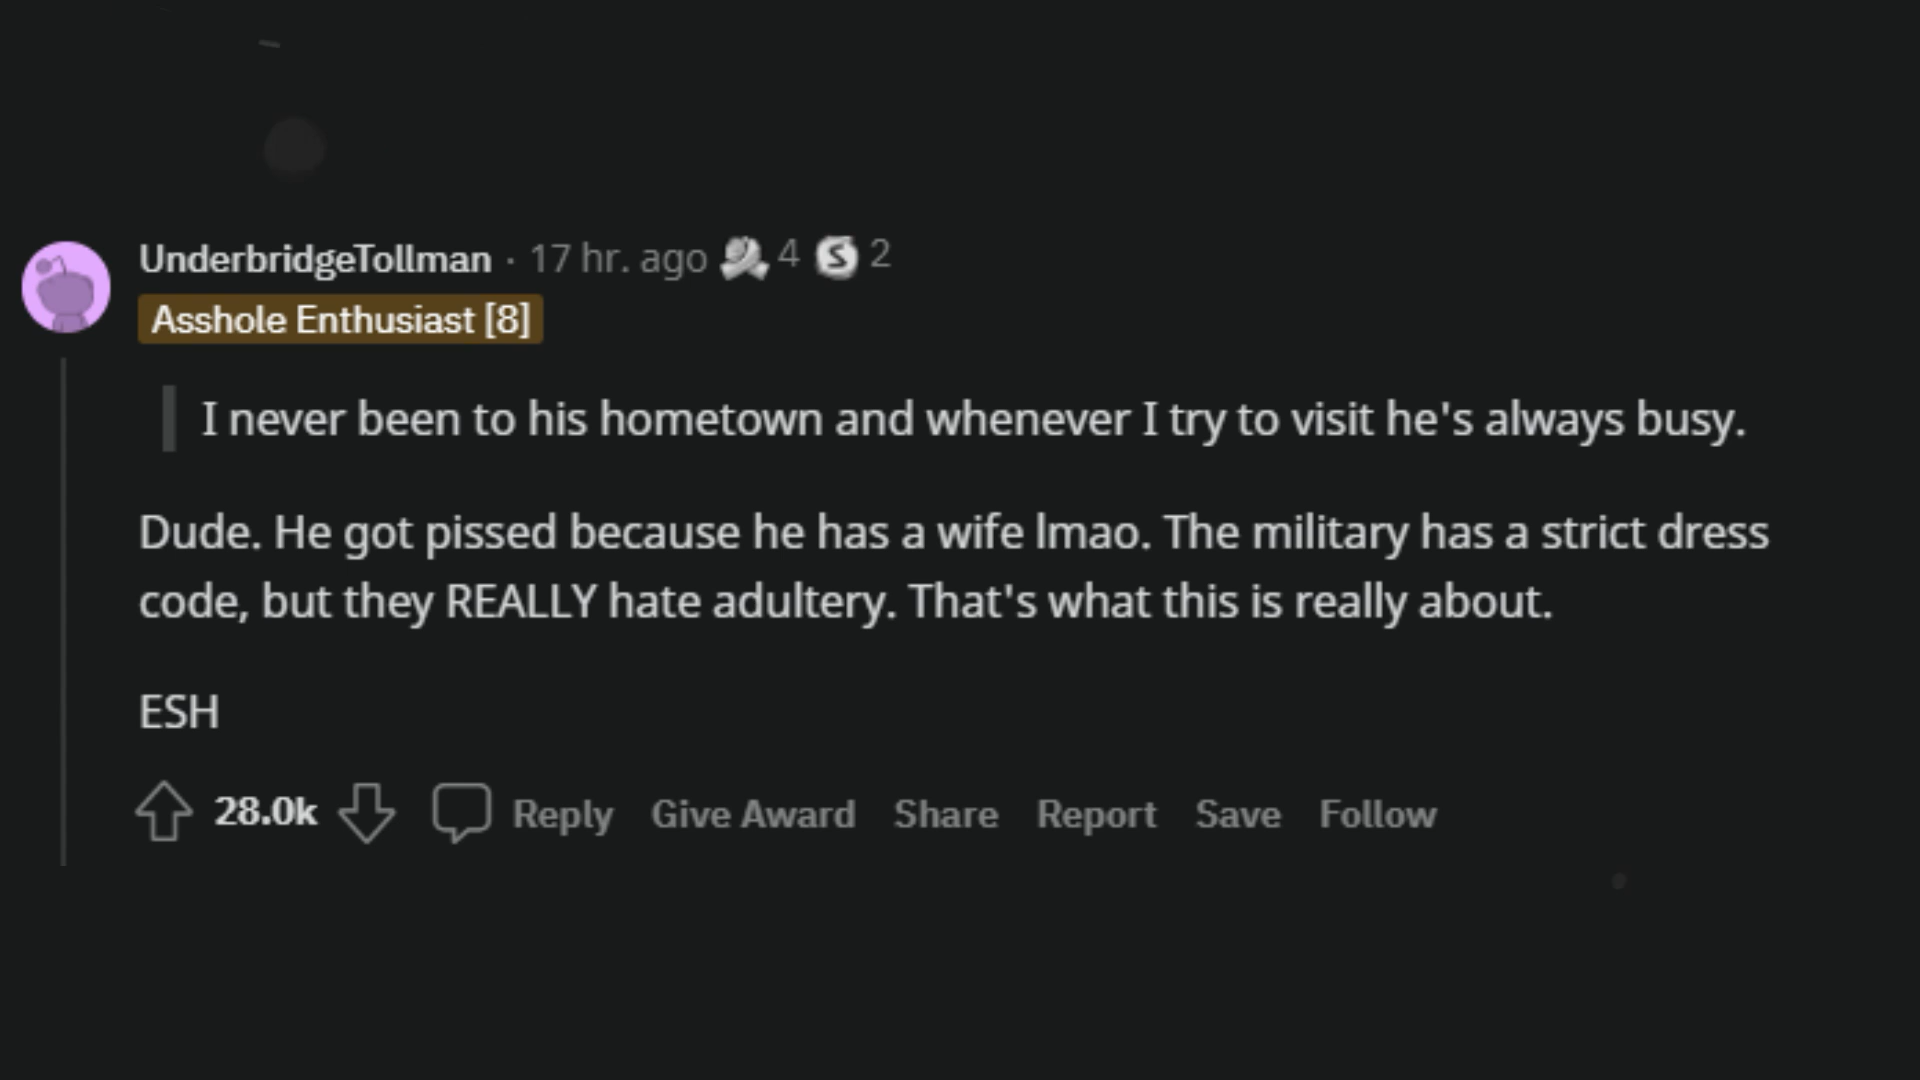 UnderbridgeTollman · 17 hr. ago 4 S 2
Asshole Enthusiast [8]
I never been to his hometown and whenever I try to visit he's always busy.
Dude. He got pissed because he has a wife lmao. The military has a strict dress
code, but they REALLY hate adultery. That's what this is really about.
ESH
28.0k Reply Give Award Share Report Save Follow